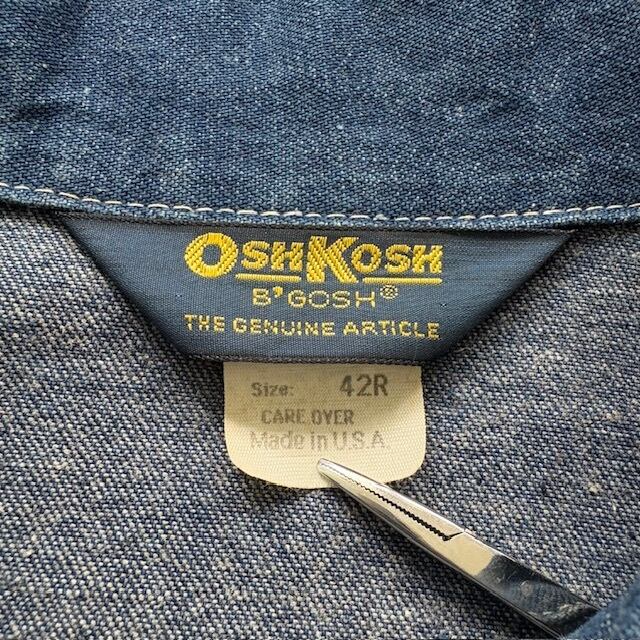 OSHKOSH
B'GOSH®
THE GENUINE ARTICLE
Size: 42R
CARE OVER
Made in U.S.A.